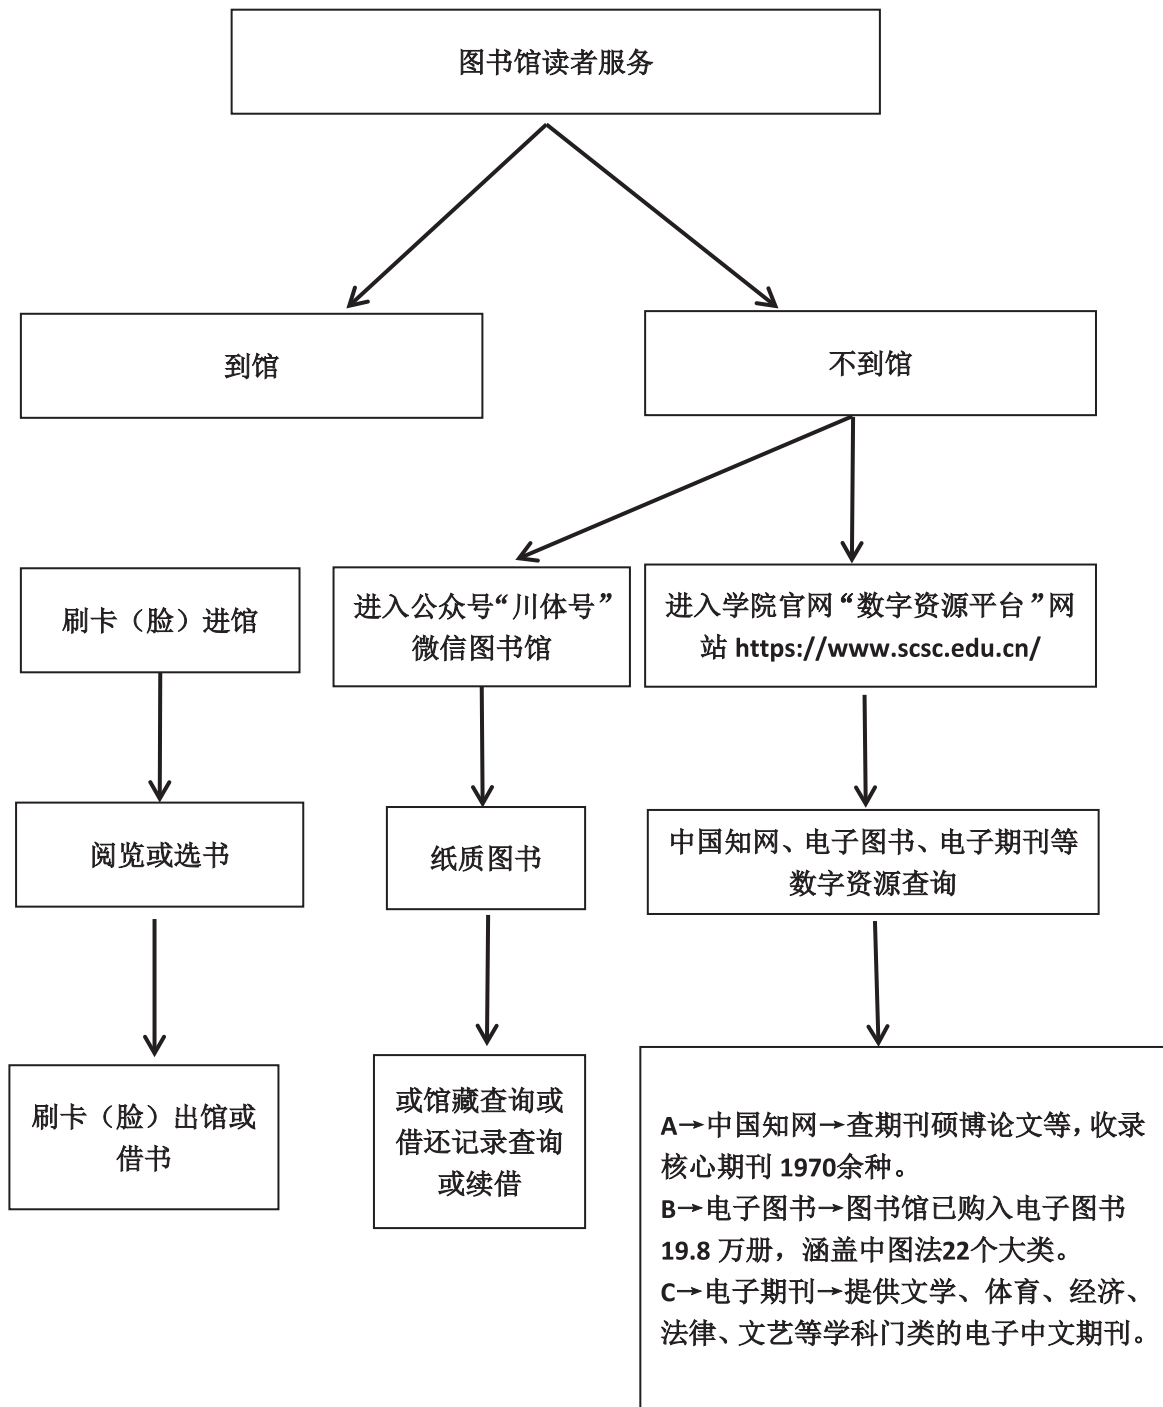 图书馆读者服务
到馆
不到馆
刷卡（脸）进馆
进入公众号“川体号”
微信图书馆
进入学院官网“数字资源平台”网
站 https://www.scsc.edu.cn/
阅览或选书
纸质图书
中国知网、电子图书、电子期刊等
数字资源查询
刷卡（脸）出馆或
借书
或馆藏查询或
借还记录查询
或续借
A→中国知网→查期刊硕博论文等，收录
核心期刊 1970余种。
B→电子图书→图书馆已购入电子图书
19.8 万册，涵盖中图法22个大类。
C→电子期刊→提供文学、体育、经济、
法律、文艺等学科门类的电子中文期刊。